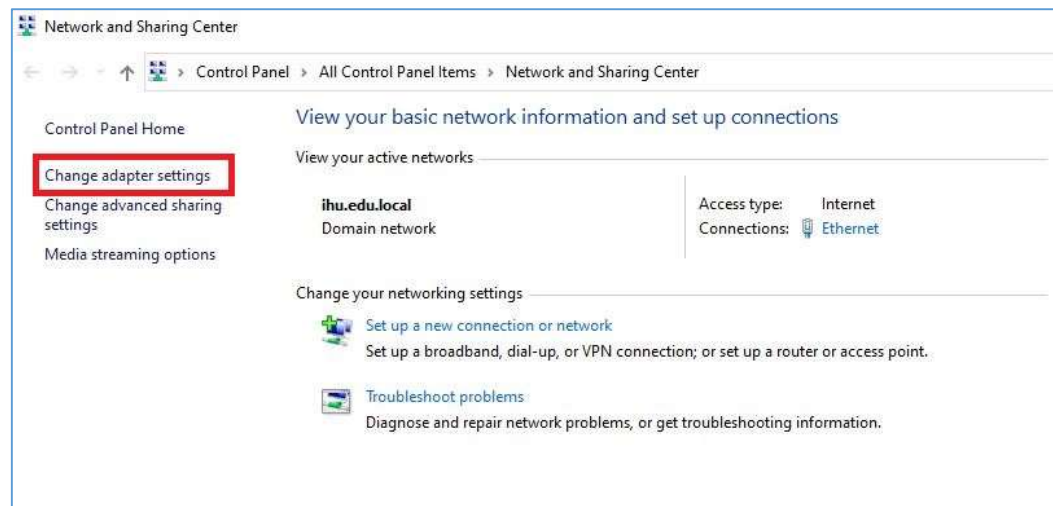 Network and Sharing Center
Control Panel > All Control Panel Items > Network and Sharing Center
Control Panel Home
Change adapter settings
Change advanced sharing
settings
Media streaming options
View your basic network information and set up connections
View your active networks
ihu.edu.local
Domain network
Access type: Internet
Connections: Ethernet
Change your networking settings
Set up a new connection or network
Set up a broadband, dial-up, or VPN connection; or set up a router or access point.
Troubleshoot problems
Diagnose and repair network problems, or get troubleshooting information.